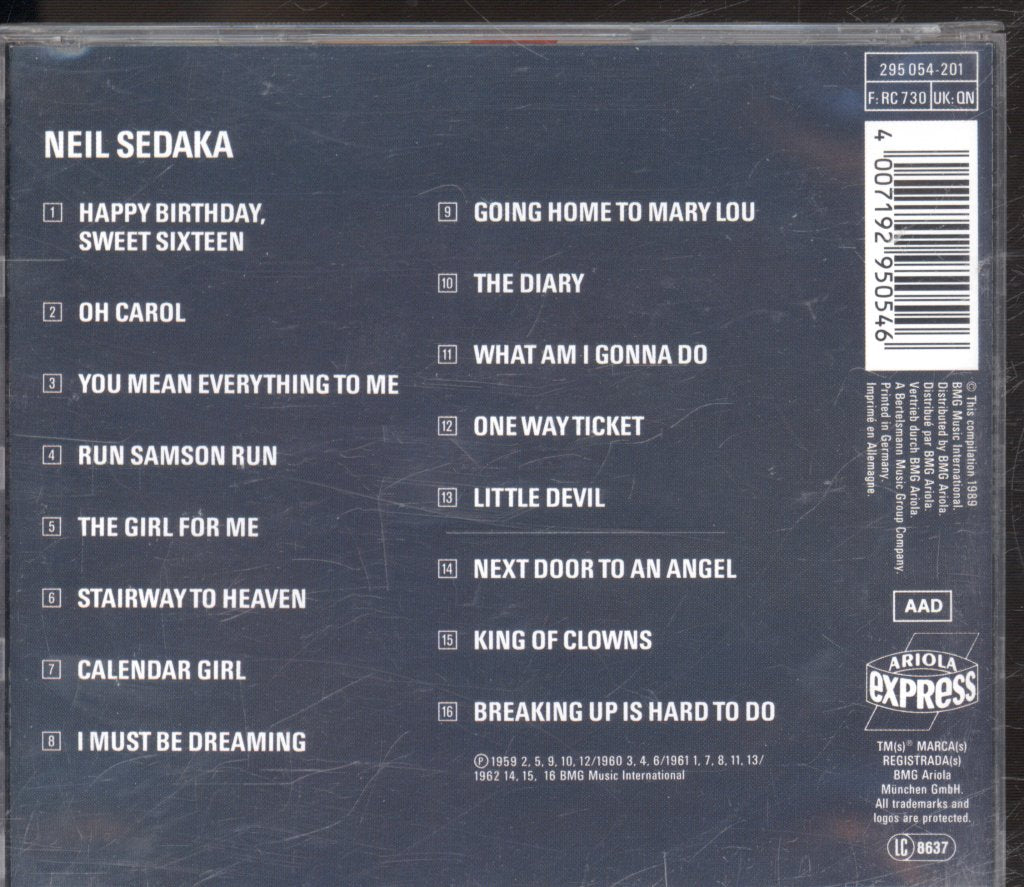 NEIL SEDAKA
1 HAPPY BIRTHDAY,
SWEET SIXTEEN
2 OH CAROL
3 YOU MEAN EVERYTHING TO ME
4 RUN SAMSON RUN
5 THE GIRL FOR ME
6 STAIRWAY TO HEAVEN
7 CALENDAR GIRL
8 I MUST BE DREAMING
9 GOING HOME TO MARY LOU
10 THE DIARY
11 WHAT AM I GONNA DO
12 ONE WAY TICKET
13 LITTLE DEVIL
14 NEXT DOOR TO AN ANGEL
15 KING OF CLOWNS
16 BREAKING UP IS HARD TO DO
Ⓟ1959 2, 5, 9, 10, 12/1960 3, 4, 6/1961 1, 7, 8, 11, 13/
1962 14, 15, 16 BMG Music International
295 054-201
F: RC 730 UK: QN
4 007192 950546
© This compilation 1989
BMG Music International.
Distributed by BMG Ariola.
Distribué par BMG Ariola.
Vertrieb durch BMG Ariola.
A Bertelsmann Music Group Company.
Printed in Germany.
Imprimé en Allemagne.
AAD
ARIOLA
EXPRESS
TM(s)® MARCA(s)
REGISTRADA(s)
BMG Ariola
München GmbH.
All trademarks and
logos are protected.
LC 8637